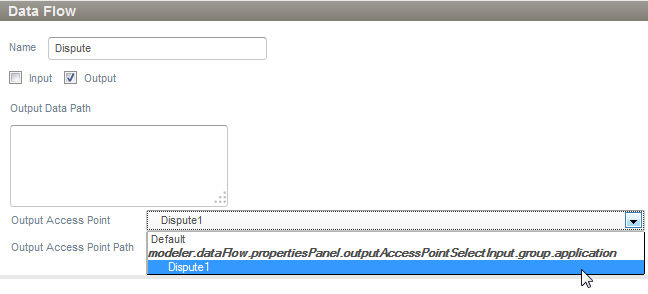 Data Flow
Name Dispute
Input Output
Output Data Path
Output Access Point Dispute1
Default
Output Access Point Path modeler.dataFlow.propertiesPanel.outputAccessPointSelectInput.group.application
Dispute1